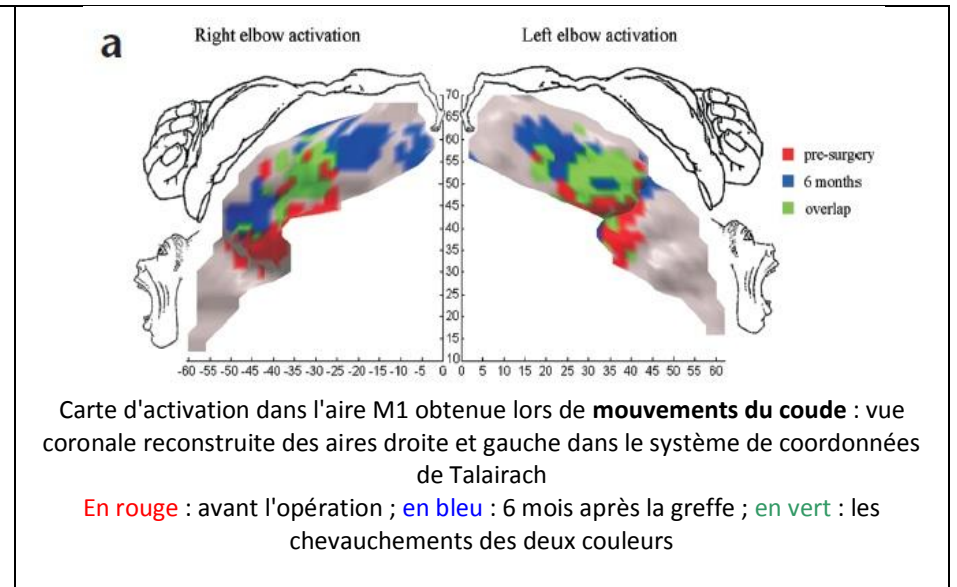 a
Right elbow activation
Left elbow activation
70
65
60
55
50
45
40
35
30
25
20
15
10
pre-surgery
6 months
overlap
-60 -55 -50 -45 -40 -35 -30 -25 -20 -15 -10 -5 0
0 5 10 15 20 25 30 35 40 45 50 55 60
Carte d'activation dans l'aire M1 obtenue lors de mouvements du coude : vue
coronale reconstruite des aires droite et gauche dans le système de coordonnées
de Talairach
En rouge : avant l'opération ; en bleu : 6 mois après la greffe ; en vert : les
chevauchements des deux couleurs